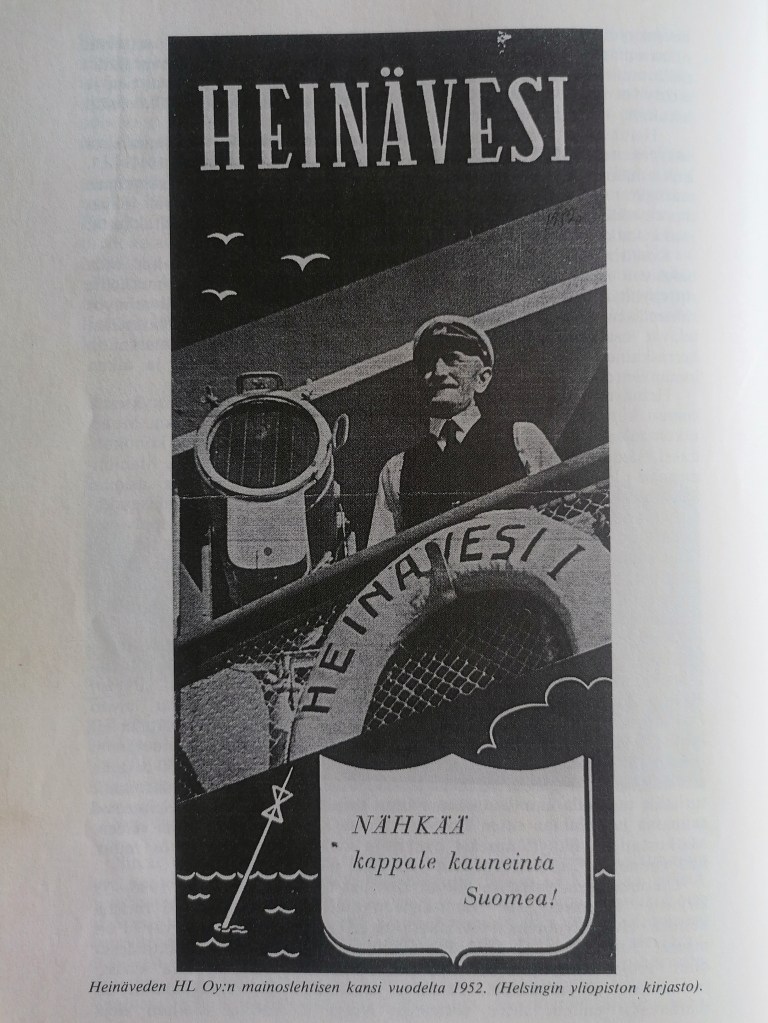 HEINÄVESI
1952.
HEINÄVESI I
NÄHKÄÄ
kappale kauneinta
Suomea!
Heinäveden HL Oy:n mainoslehtisen kansi vuodelta 1952. (Helsingin yliopiston kirjasto).